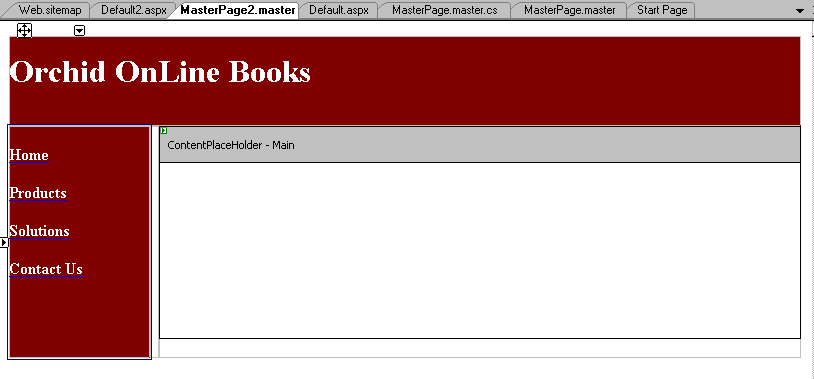 Web.sitemap Default2.aspx MasterPage2.master Default.aspx MasterPage.master.cs MasterPage.master Start Page
Orchid OnLine Books
ContentPlaceHolder - Main
Home
Products
Solutions
Contact Us